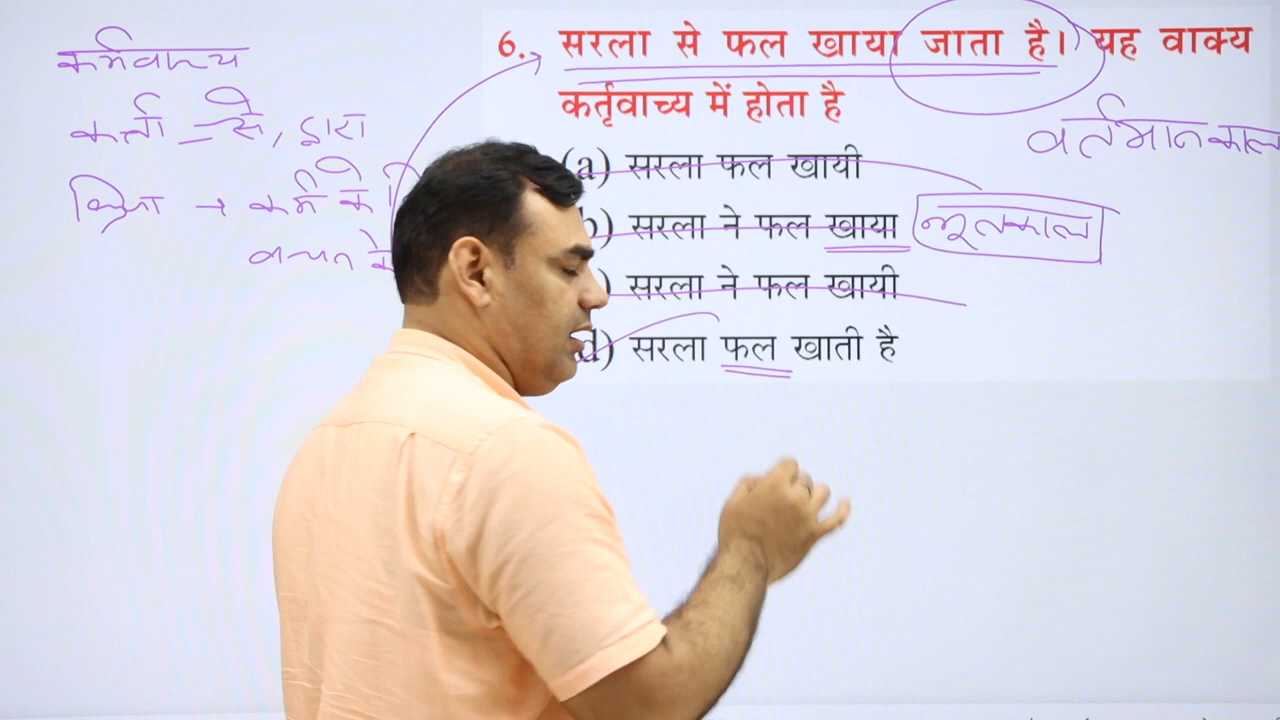 कर्मवाच्य
कर्त्ता = से, द्वारा
क्रिया → कर्म के
वचन के
6. सरला से फल खाया जाता है। यह वाक्य
कर्तृवाच्य में होता है
वर्तमानकाल
(a) सरला फल खायी
b) सरला ने फल खाया भूतकाल
) सरला ने फल खायी
d) सरला फल खाती है